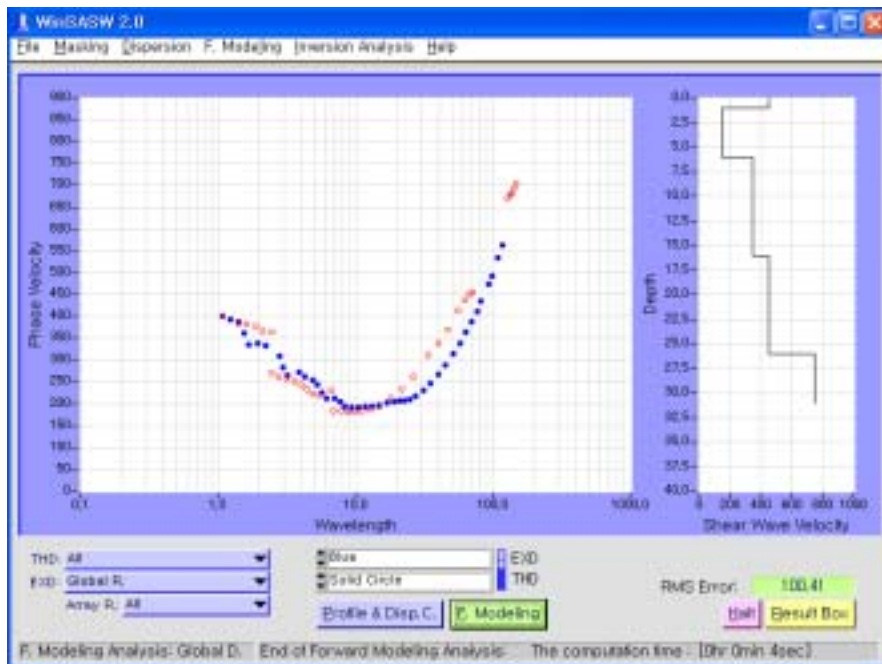 WinSASW 2.0
File Masking Dispersion F. Modeling Inversion Analysis Help
900
850
800
750
700
650
600
550
500
450
400
350
300
250
200
150
100
50
0
Phase Velocity
0,1 1,0 10,0 100,0 1000,0
Wavelength
0.0
2.5
5.0
7.5
10.0
12.5
15.0
17.5
20.0
22.5
25.0
27.5
30.0
32.5
35.0
37.5
40.0
Depth
0 200 400 600 800 1000
Shear Wave Velocity
THD: All
EXD: Global R.
Array R. All
Blue
Solid Circle
EXD
THD
Profile & Disp.C.
F. Modeling
RMS Error: 100.41
Halt
Result Box
F. Modeling Analysis: Global D. End of Forward Modeling Analysis The computation time : [0hr 0min 4sec]